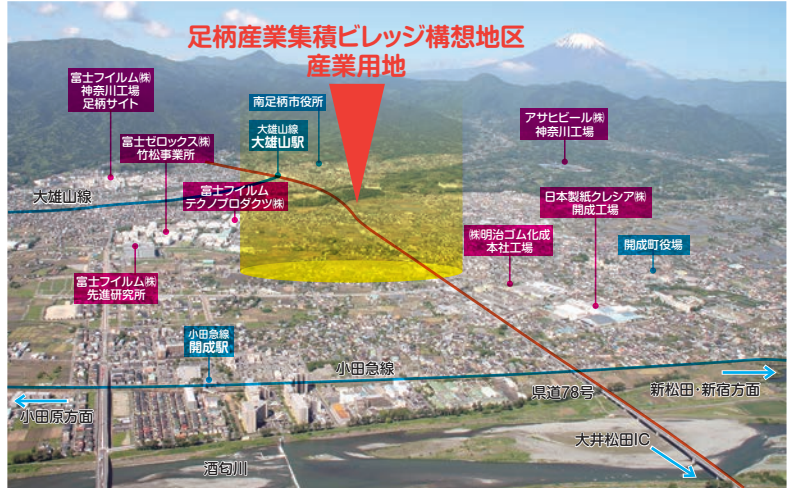 足柄産業集積ビレッジ構想地区
産業用地
富士フイルム㈱
神奈川工場
足柄サイト
南足柄市役所
アサヒビール㈱
神奈川工場
富士ゼロックス㈱
竹松事業所
大雄山線
大雄山駅
大雄山線
富士フイルム
テクノプロダクツ㈱
日本製紙クレシア㈱
開成工場
㈱明治ゴム化成
本社工場
開成町役場
富士フイルム㈱
先進研究所
小田急線
開成駅
小田急線
県道78号
新松田・新宿方面
小田原方面
大井松田IC
酒匂川